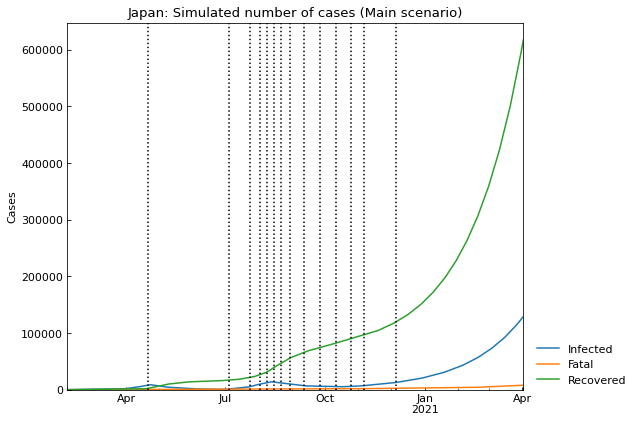 Japan: Simulated number of cases (Main scenario)
600000
500000
400000
300000
200000
100000
0
Cases
Apr
Jul
Oct
Jan
2021
Apr
Infected
Fatal
Recovered